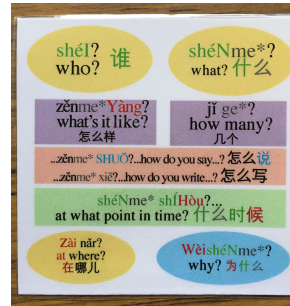 shéI?
who? 谁
shéNme*?
what? 什么
zěnme*Yàng?
what's it like?
怎么样
jǐ ge*?
how many?
几个
...zěnme* SHUŌ?...how do you say...? 怎么说
...zěnme* xiě?...how do you write...? 怎么写
shéNme* shÍHòu?...
at what point in time? 什么时候
Zài nǎr?
at where?
在哪儿
WèishéNme*?
why? 为什么